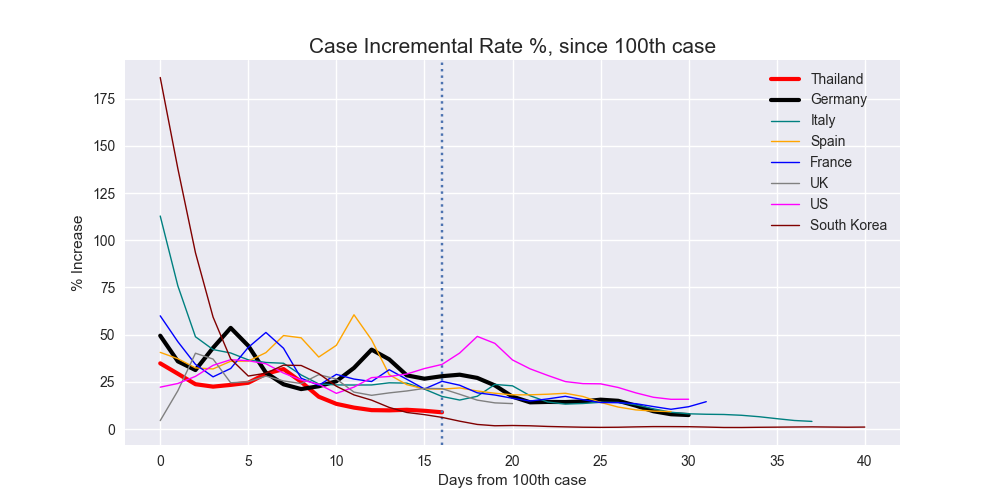 Case Incremental Rate %, since 100th case
Thailand
Germany
Italy
Spain
France
UK
US
South Korea
% Increase
175
150
125
100
75
50
25
0
0 5 10 15 20 25 30 35 40
Days from 100th case